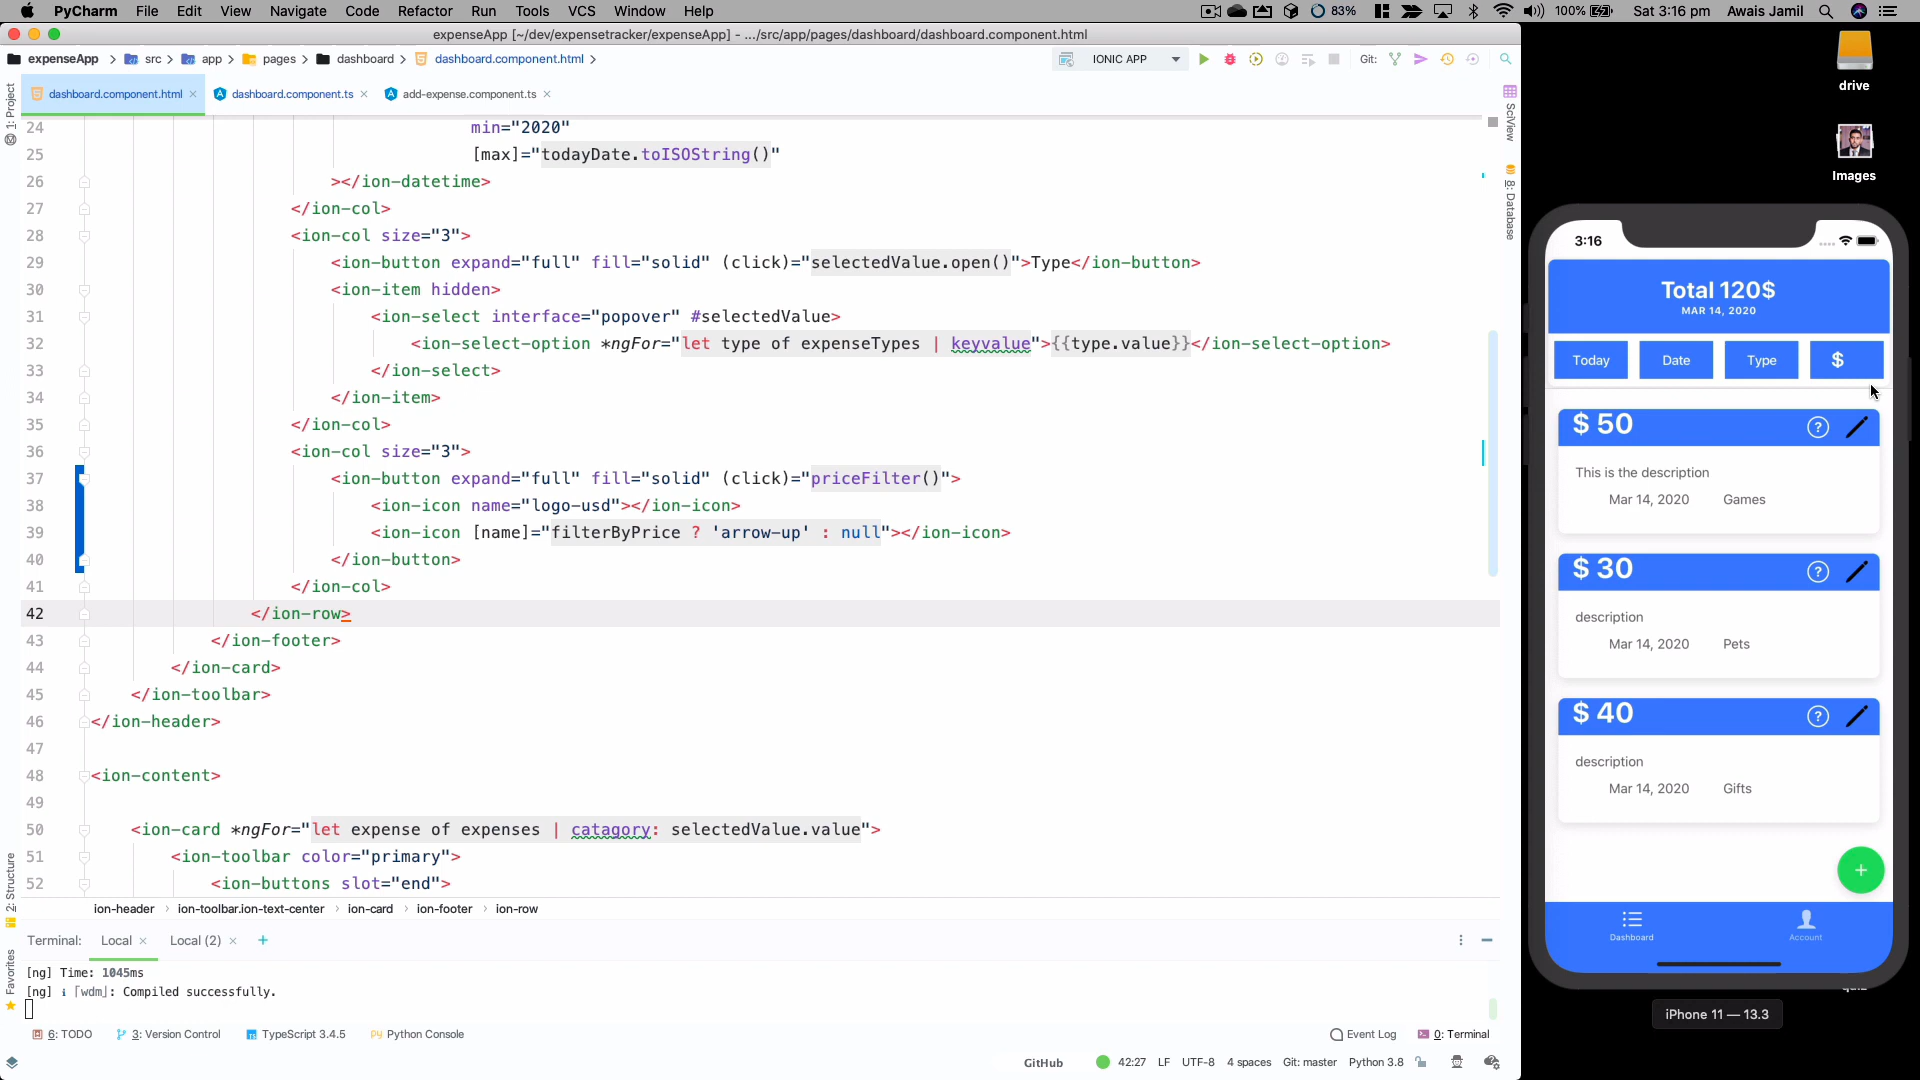 PyCharm File Edit View Navigate Code Refactor Run Tools VCS Window Help 83% 100% Sat 3:16 pm Awais Jamil
expenseApp [~/dev/expensetracker/expenseApp] - .../src/app/pages/dashboard/dashboard.component.html
expenseApp src app pages dashboard dashboard.component.html IONIC APP Git:
dashboard.component.html dashboard.component.ts add-expense.component.ts
1: Project
2: Structure
Favorites
SciView
8: Database
24 min="2020"
25 [max]="todayDate.toISOString()"
26 ></ion-datetime>
27 </ion-col>
28 <ion-col size="3">
29 <ion-button expand="full" fill="solid" (click)="selectedValue.open()">Type</ion-button>
30 <ion-item hidden>
31 <ion-select interface="popover" #selectedValue>
32 <ion-select-option *ngFor="let type of expenseTypes | keyvalue">{{type.value}}</ion-select-option>
33 </ion-select>
34 </ion-item>
35 </ion-col>
36 <ion-col size="3">
37 <ion-button expand="full" fill="solid" (click)="priceFilter()">
38 <ion-icon name="logo-usd"></ion-icon>
39 <ion-icon [name]="filterByPrice ? 'arrow-up' : null"></ion-icon>
40 </ion-button>
41 </ion-col>
42 </ion-row>
43 </ion-footer>
44 </ion-card>
45 </ion-toolbar>
46 </ion-header>
47
48 <ion-content>
49
50 <ion-card *ngFor="let expense of expenses | catagory: selectedValue.value">
51 <ion-toolbar color="primary">
52 <ion-buttons slot="end">
ion-header ion-toolbar.ion-text-center ion-card ion-footer ion-row
Terminal: Local Local (2)
[ng] Time: 1045ms
[ng] ℹ ｢wdm｣: Compiled successfully.
6: TODO 3: Version Control TypeScript 3.4.5 Python Console Event Log 0: Terminal
GitHub 42:27 LF UTF-8 4 spaces Git: master Python 3.8
drive
Images
3:16
Total 120$
MAR 14, 2020
Today Date Type $
$ 50
This is the description
Mar 14, 2020 Games
$ 30
description
Mar 14, 2020 Pets
$ 40
description
Mar 14, 2020 Gifts
Dashboard Account
iPhone 11 — 13.3